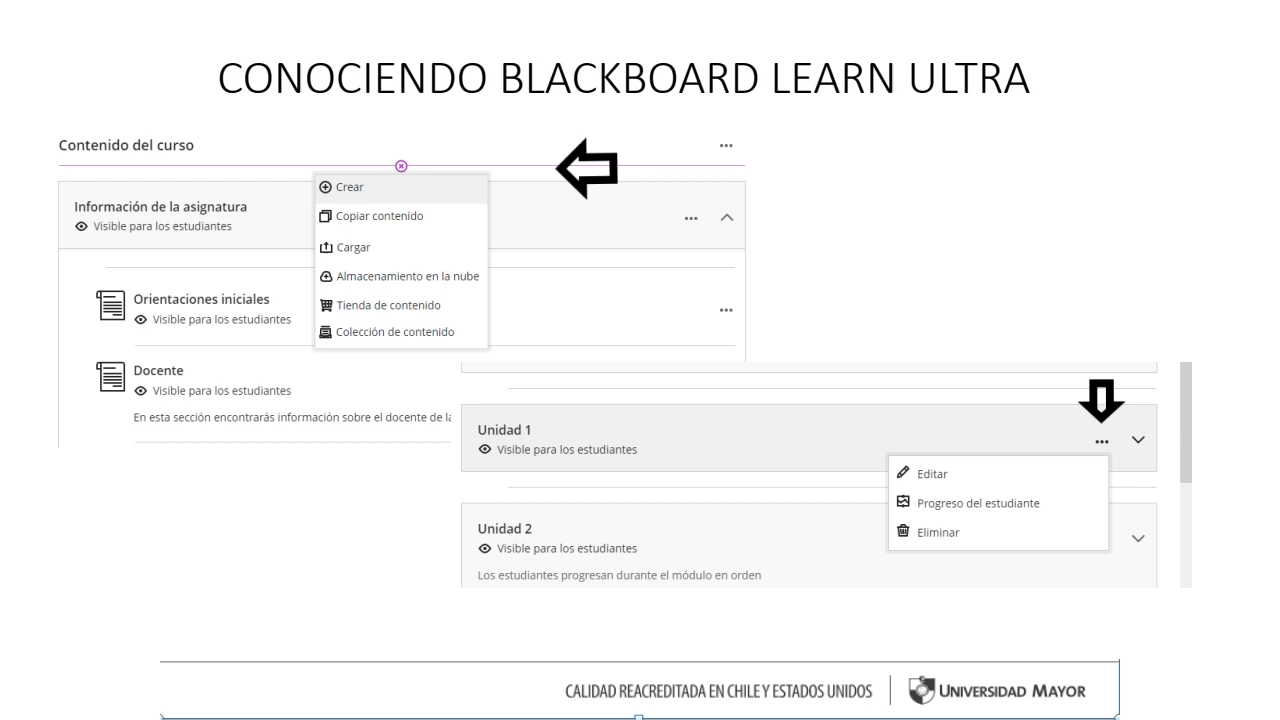 CONOCIENDO BLACKBOARD LEARN ULTRA
Contenido del curso
Información de la asignatura
Visible para los estudiantes
Crear
Copiar contenido
Cargar
Almacenamiento en la nube
Tienda de contenido
Colección de contenido
Orientaciones iniciales
Visible para los estudiantes
Docente
Visible para los estudiantes
En esta sección encontrarás información sobre el docente de
Unidad 1
Visible para los estudiantes
Editar
Progreso del estudiante
Eliminar
Unidad 2
Visible para los estudiantes
Los estudiantes progresan durante el módulo en orden
CALIDAD REACREDITADA EN CHILE Y ESTADOS UNIDOS
UNIVERSIDAD MAYOR